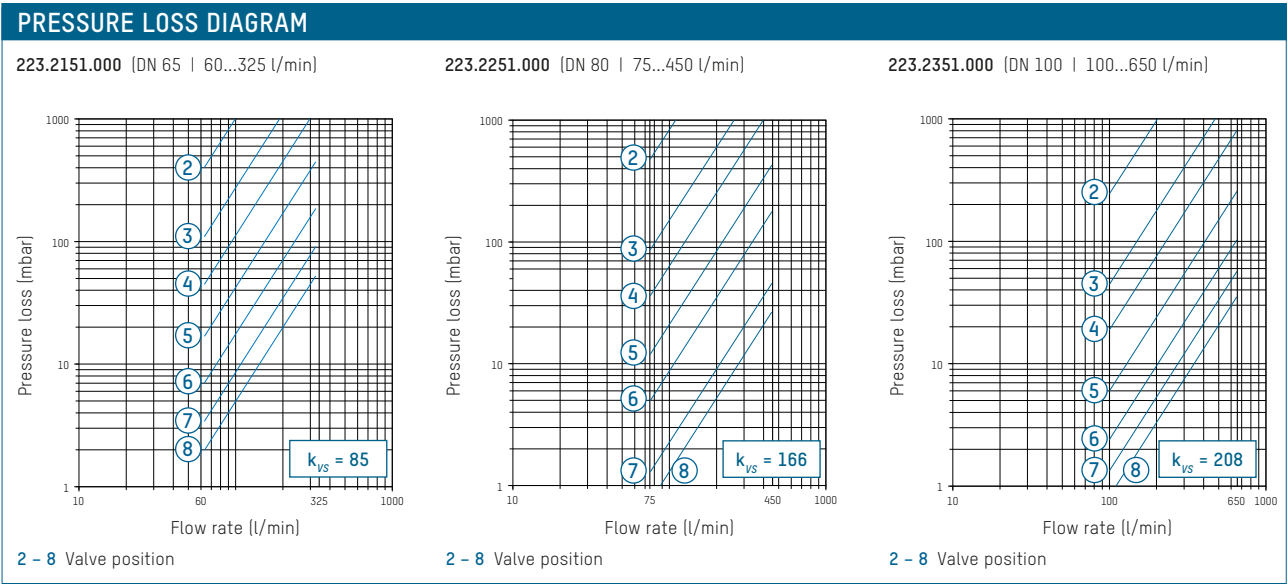 PRESSURE LOSS DIAGRAM
223.2151.000 (DN 65 | 60...325 l/min)
1000
100
10
1
Pressure loss (mbar)
2
3
4
5
6
7
8
k_vs = 85
10 60 325 1000
Flow rate (l/min)
2 – 8 Valve position
223.2251.000 (DN 80 | 75...450 l/min)
1000
100
10
1
Pressure loss (mbar)
2
3
4
5
6
7 8
k_vs = 166
10 75 450 1000
Flow rate (l/min)
2 – 8 Valve position
223.2351.000 (DN 100 | 100...650 l/min)
1000
100
10
1
Pressure loss (mbar)
2
3
4
5
6
7 8
k_vs = 208
10 100 650 1000
Flow rate (l/min)
2 – 8 Valve position